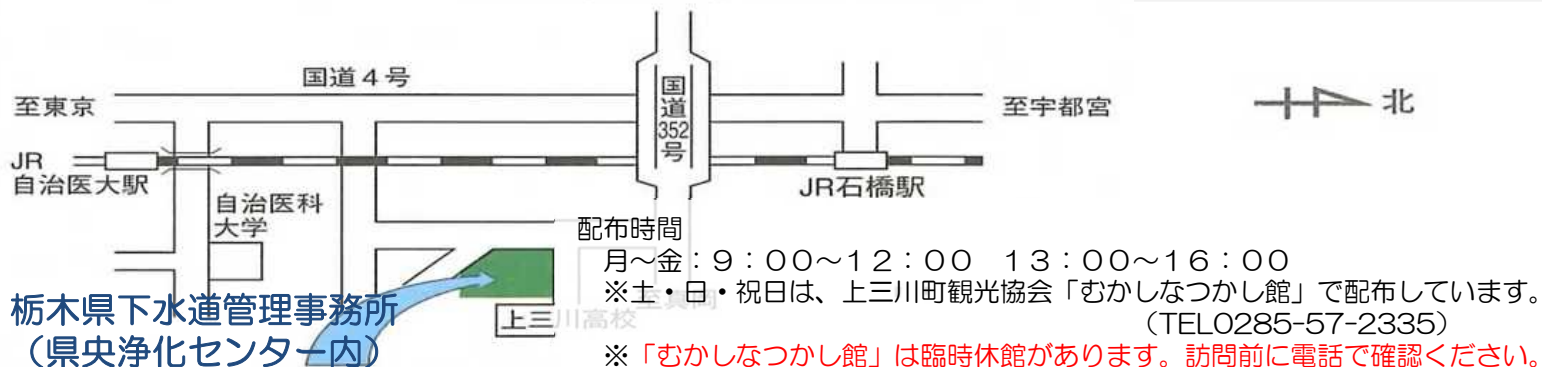 国道４号
至東京
国道352号
至宇都宮
北
JR
自治医大駅
JR石橋駅
自治医科
大学
配布時間
月～金：９：００～１２：００　１３：００～１６：００
※土・日・祝日は、上三川町観光協会「むかしなつかし館」で配布しています。
至真岡
栃木県下水道管理事務所
上三川高校
（TEL0285-57-2335）
（県央浄化センター内）
※「むかしなつかし館」は臨時休館があります。訪問前に電話で確認ください。